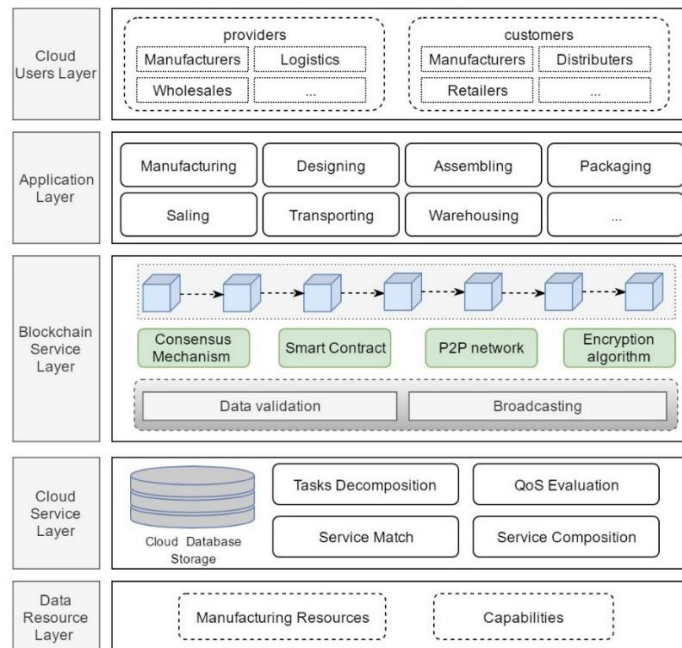 Cloud
Users Layer
providers
Manufacturers
Logistics
Wholesales
...
customers
Manufacturers
Distributers
Retailers
...
Application
Layer
Manufacturing
Designing
Assembling
Packaging
Saling
Transporting
Warehousing
...
Blockchain
Service
Layer
Consensus
Mechanism
Smart Contract
P2P network
Encryption
algorithm
Data validation
Broadcasting
Cloud
Service
Layer
Cloud Database
Storage
Tasks Decomposition
QoS Evaluation
Service Match
Service Composition
Data
Resource
Layer
Manufacturing Resources
Capabilities